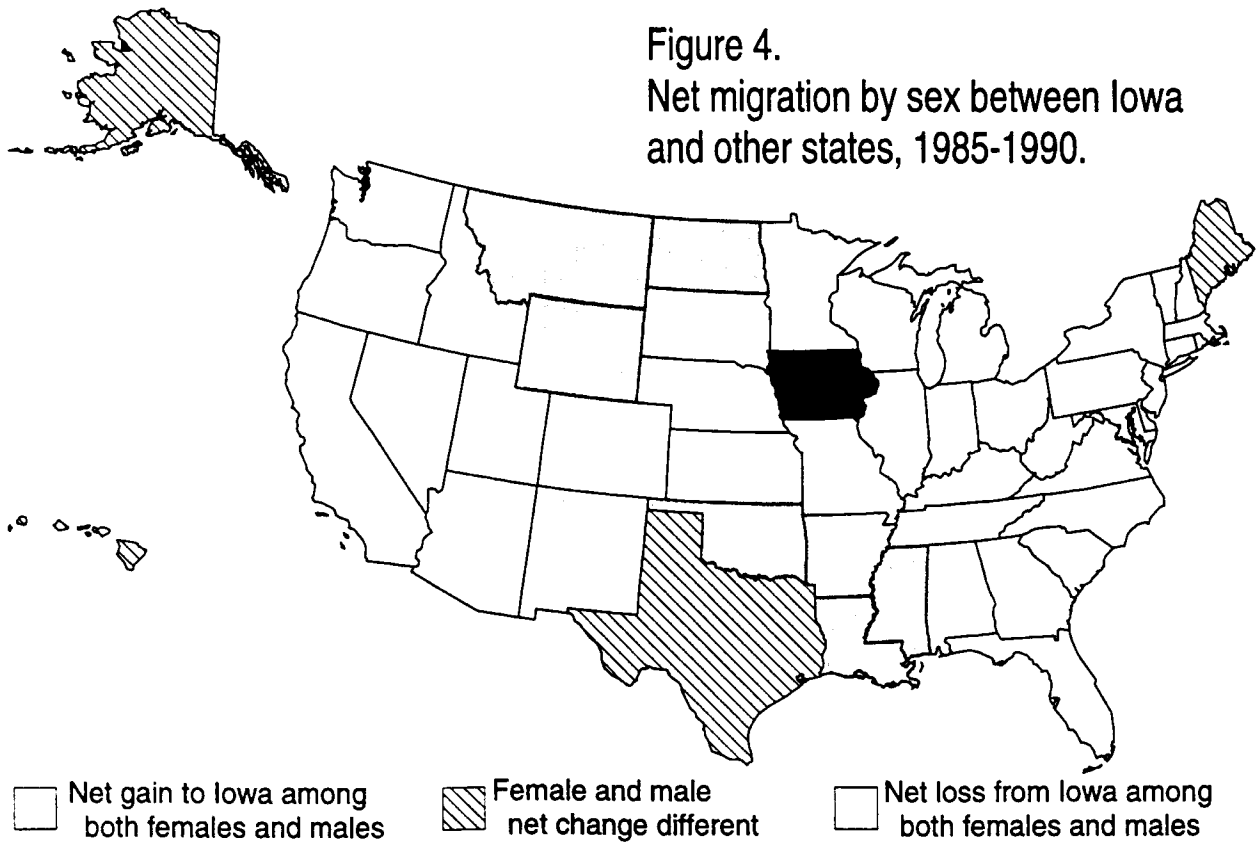 Figure 4.
Net migration by sex between Iowa
and other states, 1985-1990.
Net gain to Iowa among
both females and males
Female and male
net change different
Net loss from Iowa among
both females and males